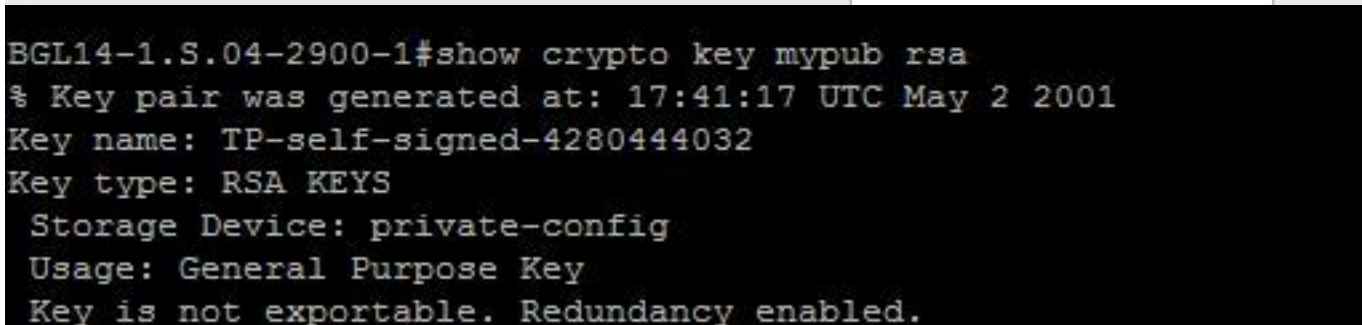 BGL14-1.S.04-2900-1#show crypto key mypub rsa
% Key pair was generated at: 17:41:17 UTC May 2 2001
Key name: TP-self-signed-4280444032
Key type: RSA KEYS
Storage Device: private-config
Usage: General Purpose Key
Key is not exportable. Redundancy enabled.